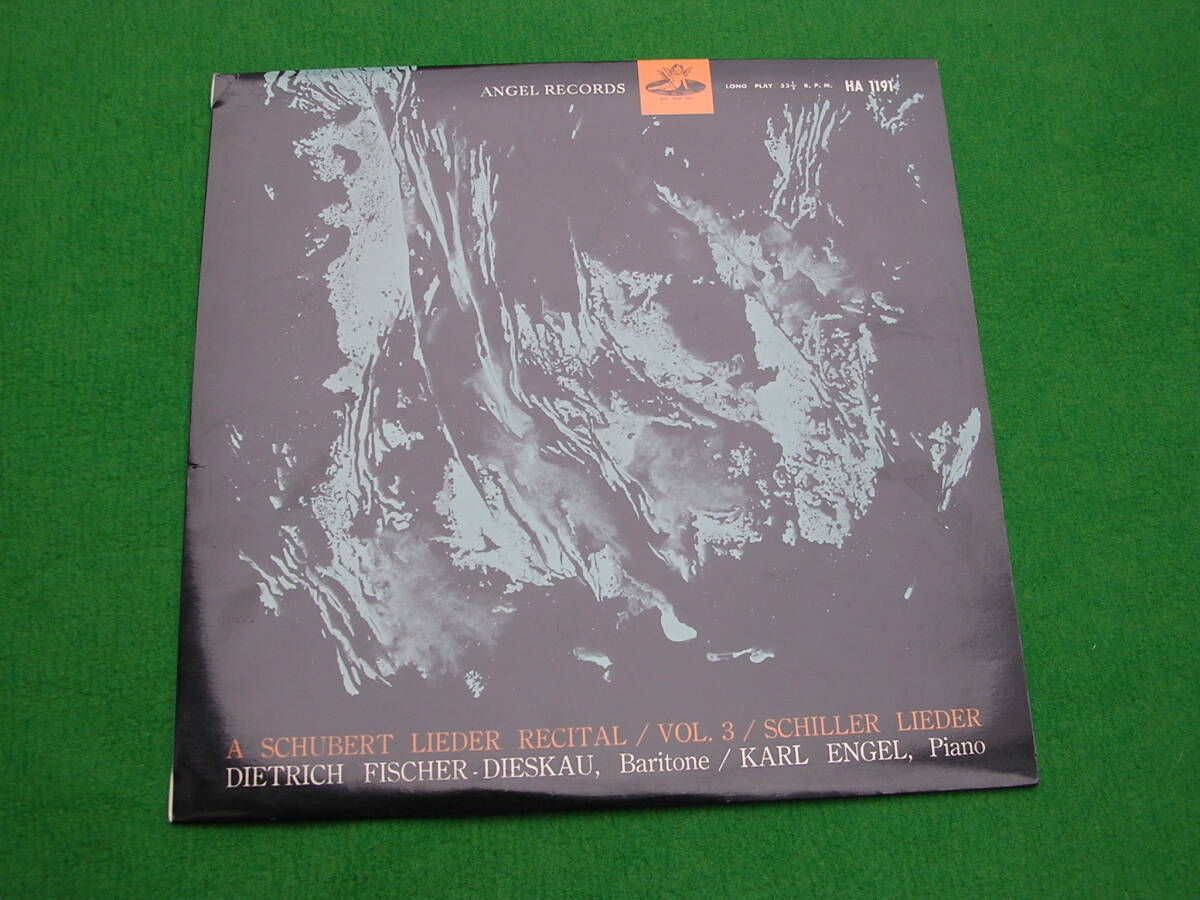 ANGEL RECORDS
LONG PLAY 33⅓ R. P. M. HA 1191
A SCHUBERT LIEDER RECITAL / VOL. 3 / SCHILLER LIEDER
DIETRICH FISCHER-DIESKAU, Baritone / KARL ENGEL, Piano